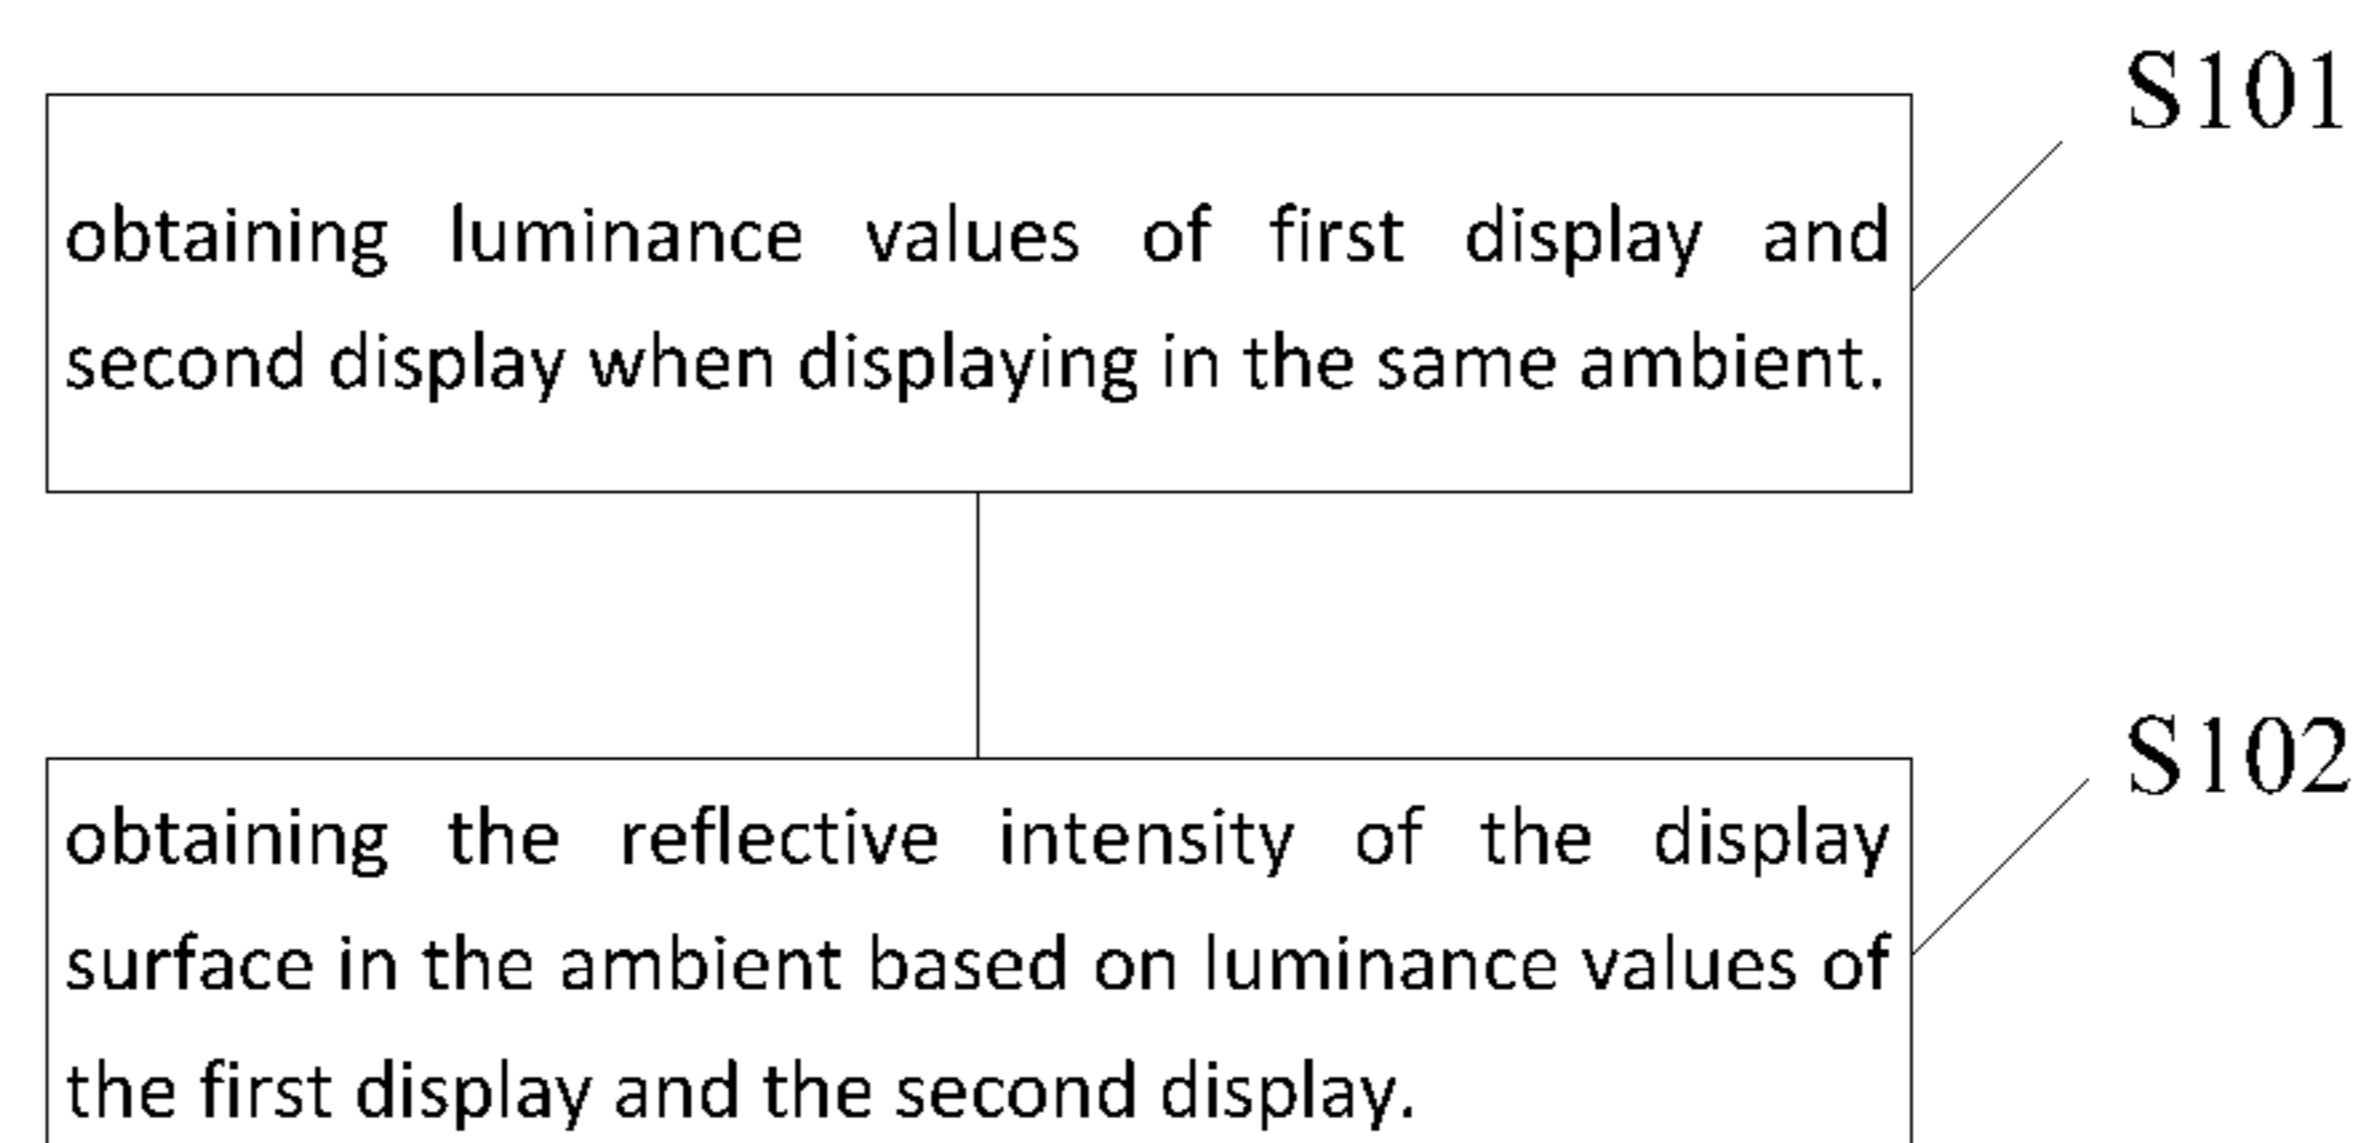 S101
obtaining luminance values of first display and
second display when displaying in the same ambient.
S102
obtaining the reflective intensity of the display
surface in the ambient based on luminance values of
the first display and the second display.